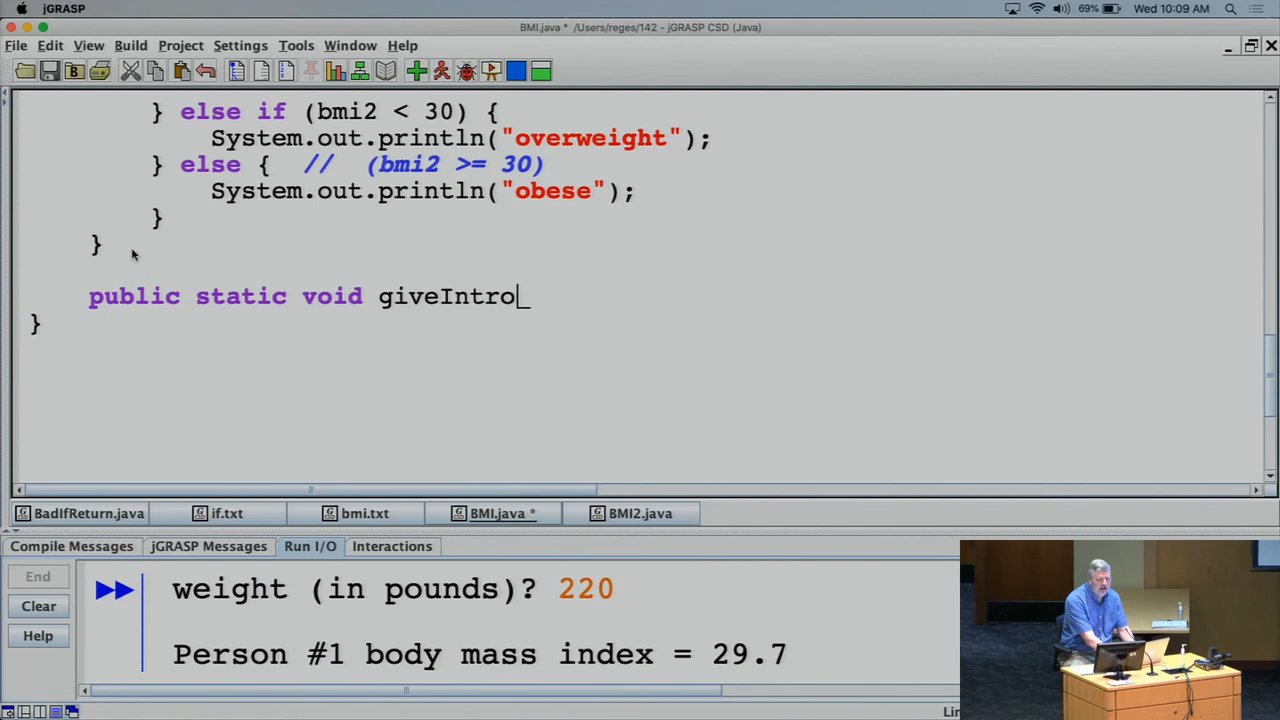 jGRASP
69%
Wed 10:09 AM
BMI.java * /Users/reges/142 - jGRASP CSD (Java)
File Edit View Build Project Settings Tools Window Help
} else if (bmi2 < 30) {
System.out.println("overweight");
} else { // (bmi2 >= 30)
System.out.println("obese");
}
}
public static void giveIntro_
}
BadIfReturn.java if.txt bmi.txt BMI.java * BMI2.java
Compile Messages jGRASP Messages Run I/O Interactions
End
Clear
Help
weight (in pounds)? 220
Person #1 body mass index = 29.7